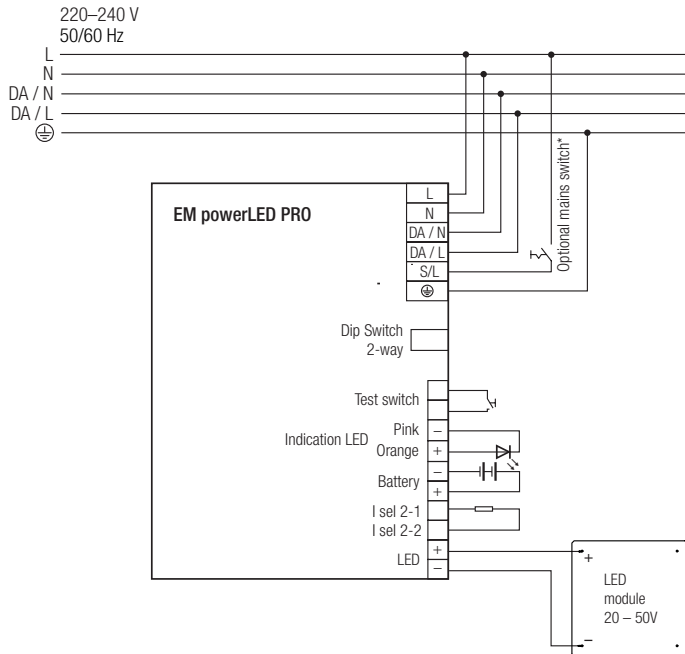 220–240 V
50/60 Hz
L
N
DA / N
DA / L
Optional mains switch*
EM powerLED PRO
L
N
DA / N
DA / L
S/L
Dip Switch
2-way
Test switch
Indication LED
Pink –
Orange +
Battery
–
+
I sel 2-1
I sel 2-2
LED
+
–
+
LED
module
20 – 50V
–